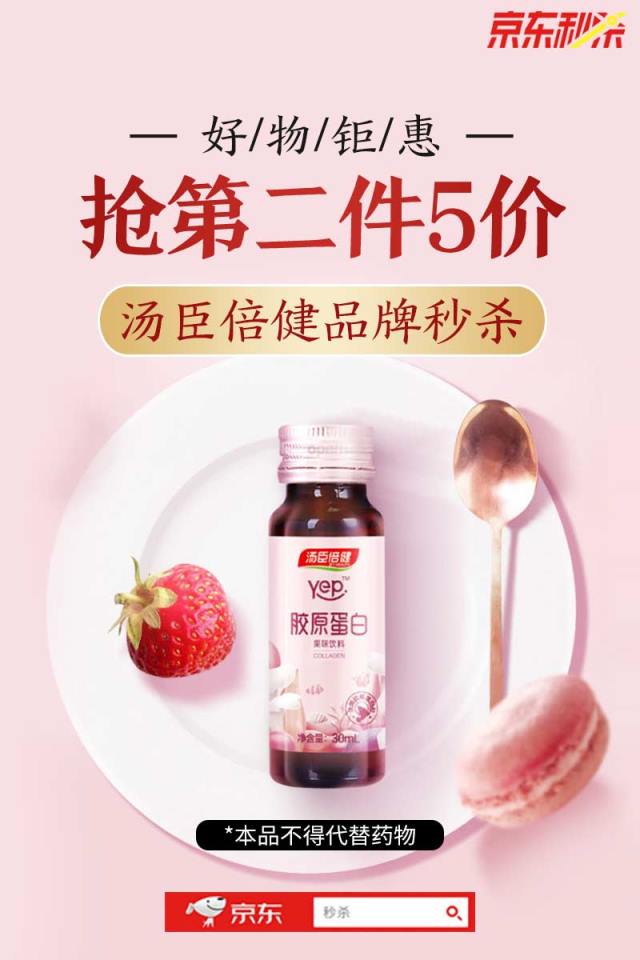 京东秒杀
好/物/钜/惠
抢第二件5价
汤臣倍健品牌秒杀
汤臣倍健
Yep.™
胶原蛋白
果味饮料
COLLAGEN
净含量：30mL
*本品不得代替药物
京东
秒杀